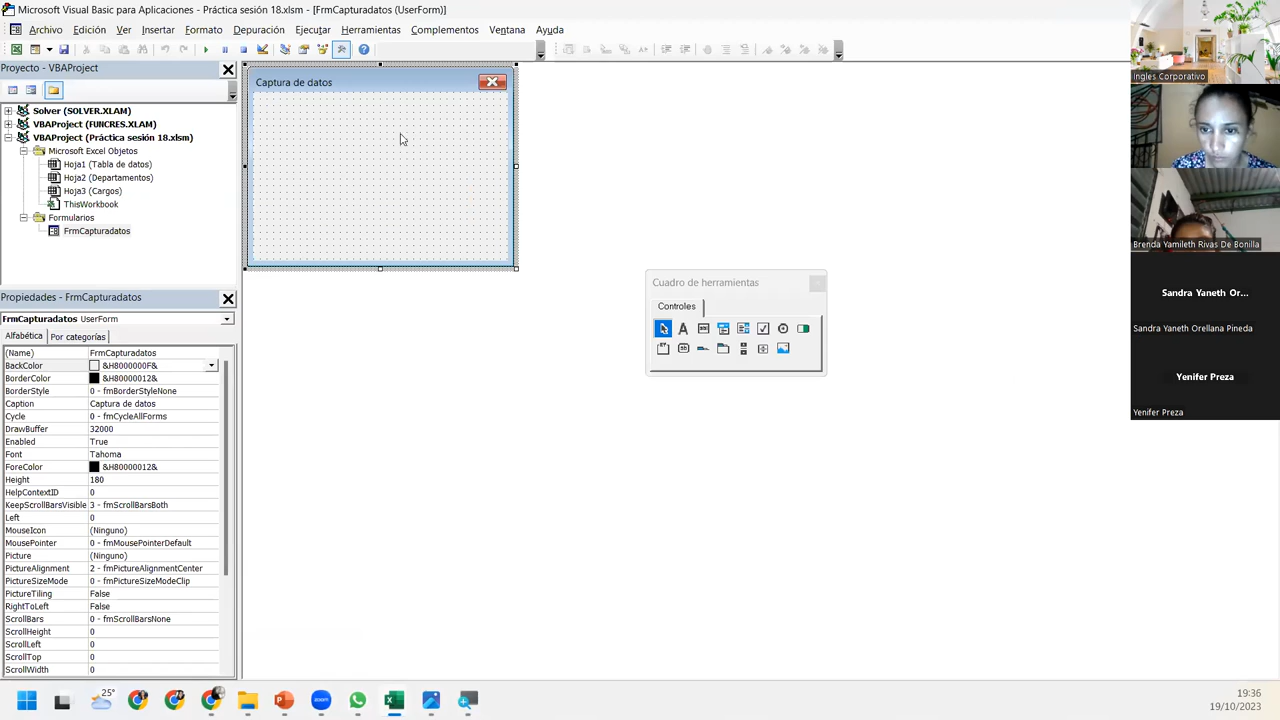 Microsoft Visual Basic para Aplicaciones - Práctica sesión 18.xlsm - [FrmCapturadatos (UserForm)]
Archivo Edición Ver Insertar Formato Depuración Ejecutar Herramientas Complementos Ventana Ayuda
Proyecto - VBAProject
Solver (SOLVER.XLAM)
VBAProject (FUNCRES.XLAM)
VBAProject (Práctica sesión 18.xlsm)
Microsoft Excel Objetos
Hoja1 (Tabla de datos)
Hoja2 (Departamentos)
Hoja3 (Cargos)
ThisWorkbook
Formularios
FrmCapturadatos
Propiedades - FrmCapturadatos
FrmCapturadatos UserForm
Alfabética Por categorías
(Name) FrmCapturadatos
BackColor &H8000000F&
BorderColor &H80000012&
BorderStyle 0 - fmBorderStyleNone
Caption Captura de datos
Cycle 0 - fmCycleAllForms
DrawBuffer 32000
Enabled True
Font Tahoma
ForeColor &H80000012&
Height 180
HelpContextID 0
KeepScrollBarsVisible 3 - fmScrollBarsBoth
Left 0
MouseIcon (Ninguno)
MousePointer 0 - fmMousePointerDefault
Picture (Ninguno)
PictureAlignment 2 - fmPictureAlignmentCenter
PictureSizeMode 0 - fmPictureSizeModeClip
PictureTiling False
RightToLeft False
ScrollBars 0 - fmScrollBarsNone
ScrollHeight 0
ScrollLeft 0
ScrollTop 0
ScrollWidth 0
Captura de datos
Cuadro de herramientas
Controles
Ingles Corporativo
Brenda Yamileth Rivas De Bonilla
Sandra Yaneth Or...
Sandra Yaneth Orellana Pineda
Yenifer Preza
Yenifer Preza
25°
zoom
19:36
19/10/2023